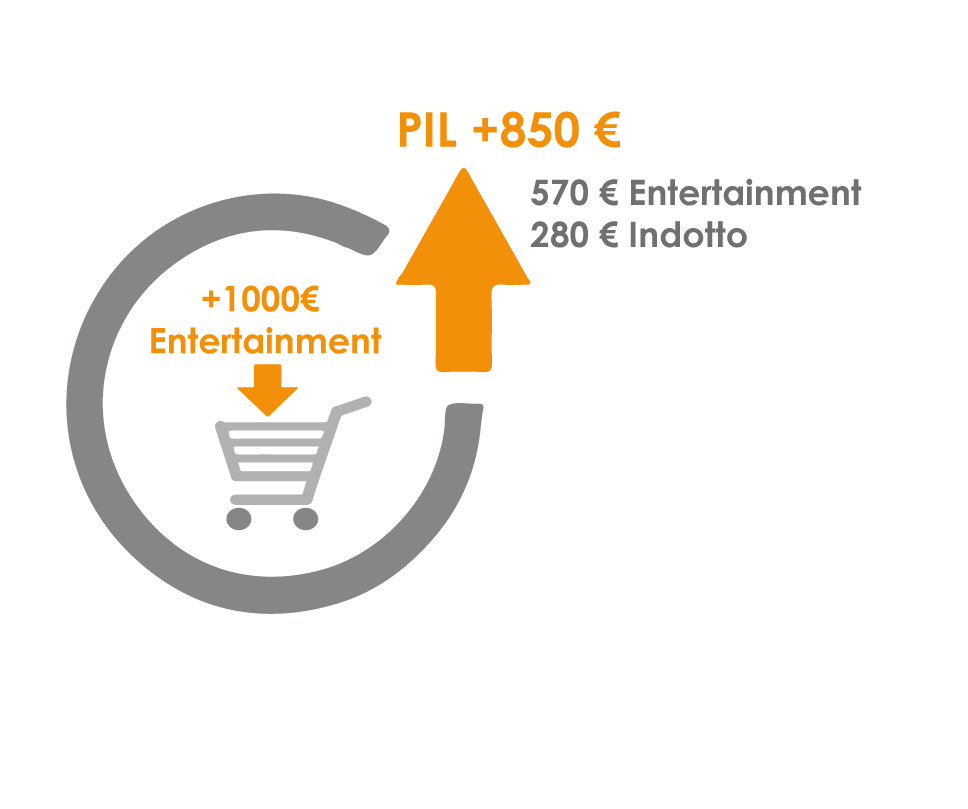 PIL +850 €
570 € Entertainment
280 € Indotto
+1000€
Entertainment